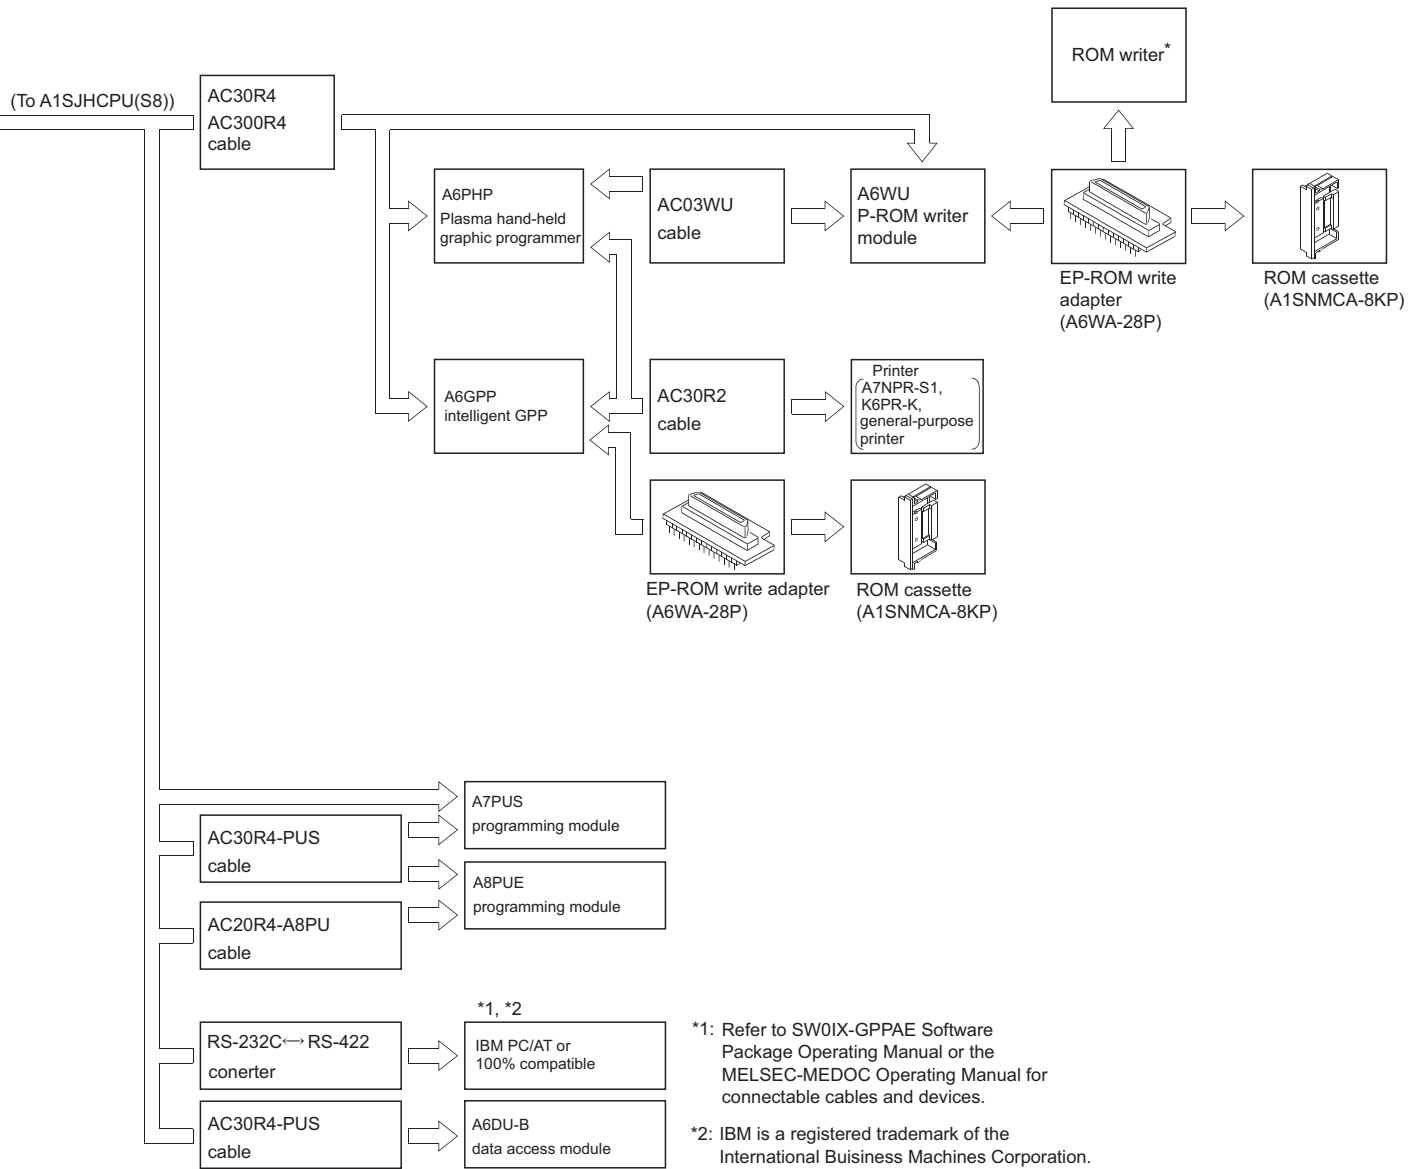 ROM writer*
(To A1SJHCPU(S8))
AC30R4
AC300R4
cable
A6PHP
Plasma hand-held
graphic programmer
AC03WU
cable
A6WU
P-ROM writer
module
EP-ROM write
adapter
(A6WA-28P)
ROM cassette
(A1SNMCA-8KP)
A6GPP
intelligent GPP
AC30R2
cable
Printer
A7NPR-S1,
K6PR-K,
general-purpose
printer
EP-ROM write adapter
(A6WA-28P)
ROM cassette
(A1SNMCA-8KP)
A7PUS
programming module
AC30R4-PUS
cable
A8PUE
programming module
AC20R4-A8PU
cable
*1, *2
RS-232C↔RS-422
conerter
IBM PC/AT or
100% compatible
AC30R4-PUS
cable
A6DU-B
data access module
*1: Refer to SW0IX-GPPAE Software
Package Operating Manual or the
MELSEC-MEDOC Operating Manual for
connectable cables and devices.
*2: IBM is a registered trademark of the
International Buisiness Machines Corporation.